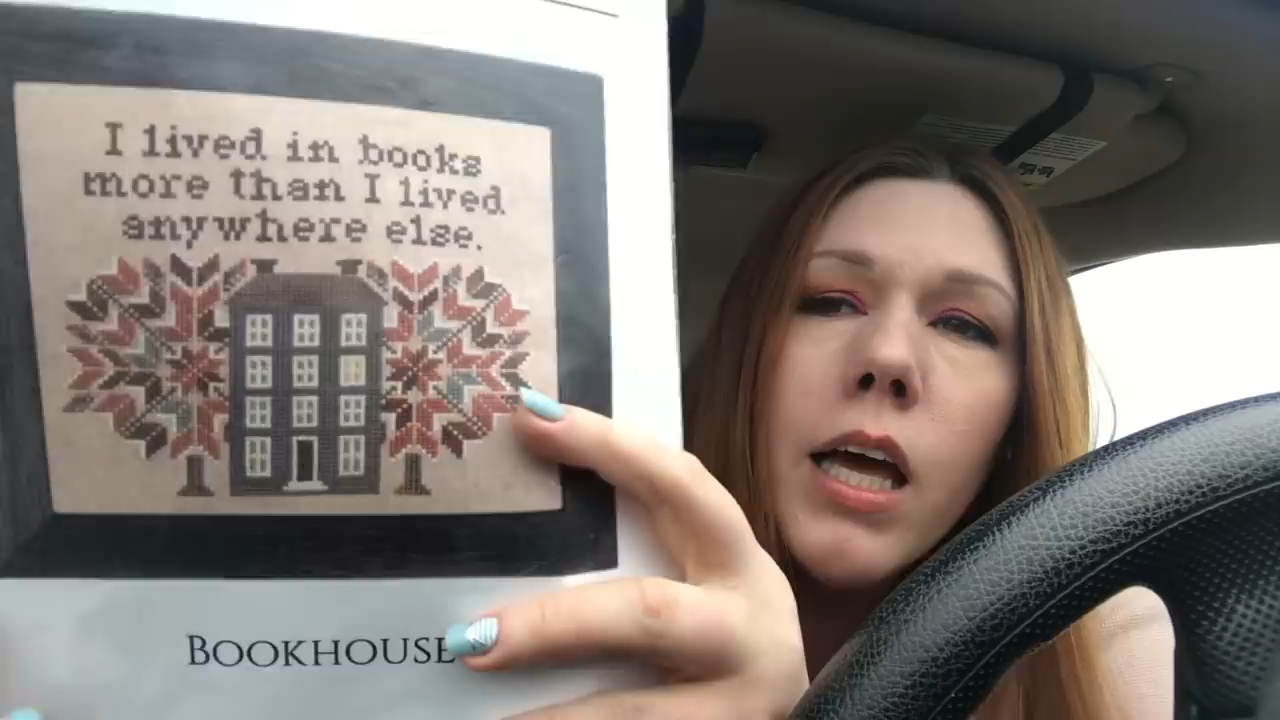 I lived in books
more than I lived
anywhere else.
BOOKHOUSE